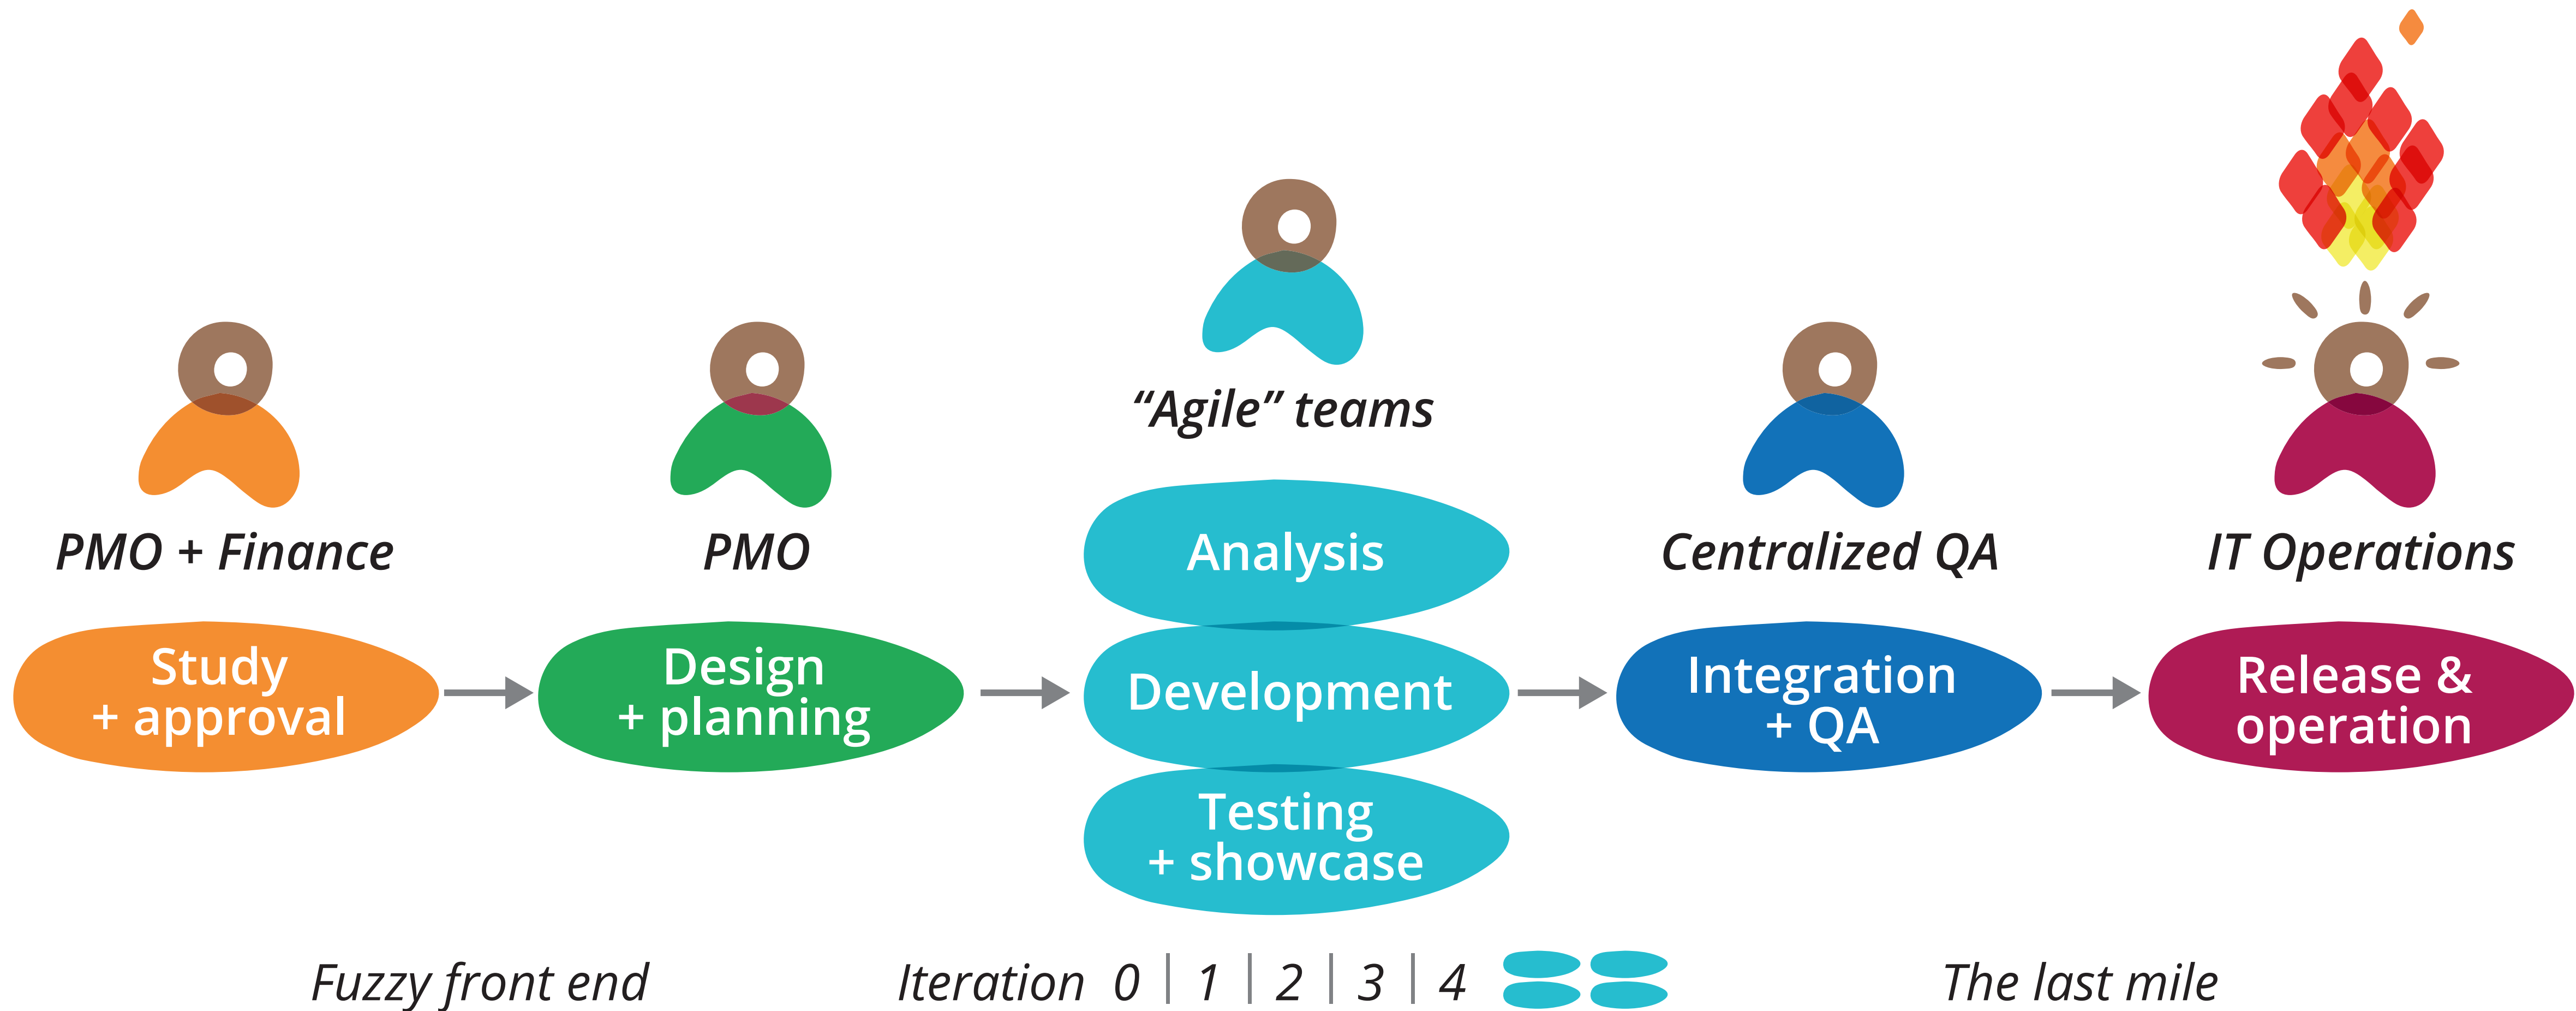 PMO + Finance
Study
+ approval
PMO
Design
+ planning
“Agile” teams
Analysis
Development
Testing
+ showcase
Centralized QA
Integration
+ QA
IT Operations
Release &
operation
Fuzzy front end
Iteration 0 | 1 | 2 | 3 | 4
The last mile